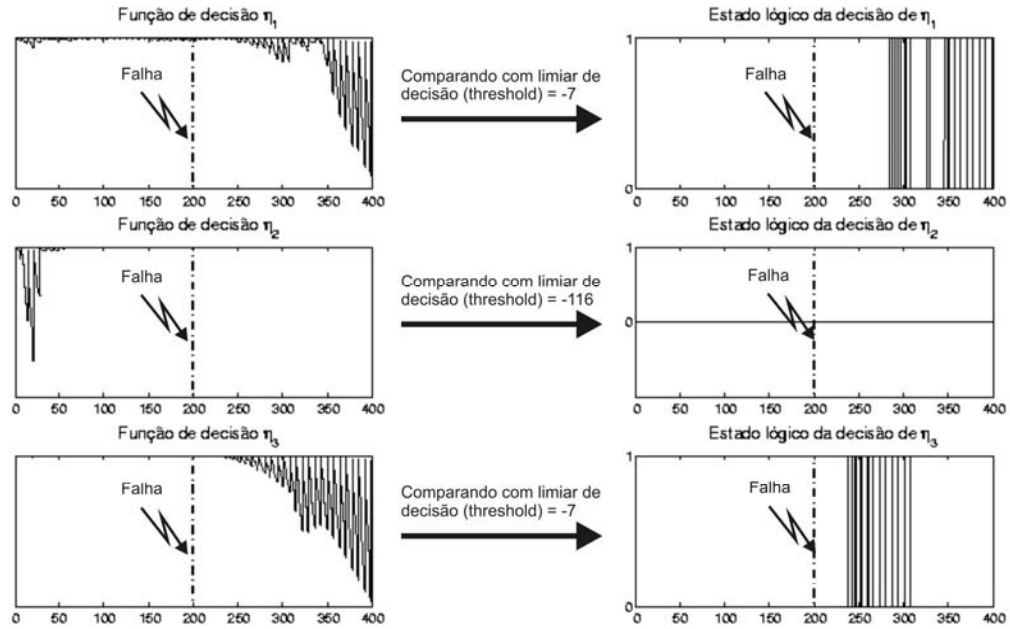 Função de decisão η₁
Falha
0 50 100 150 200 250 300 350 400
Comparando com limiar de
decisão (threshold) = -7
Estado lógico da decisão de η₁
1
Falha
0
0 50 100 150 200 250 300 350 400
Função de decisão η₂
Falha
0 50 100 150 200 250 300 350 400
Comparando com limiar de
decisão (threshold) = -116
Estado lógico da decisão de η₂
1
Falha
0
0 50 100 150 200 250 300 350 400
Função de decisão η₃
Falha
0 50 100 150 200 250 300 350 400
Comparando com limiar de
decisão (threshold) = -7
Estado lógico da decisão de η₃
1
Falha
0
0 50 100 150 200 250 300 350 400